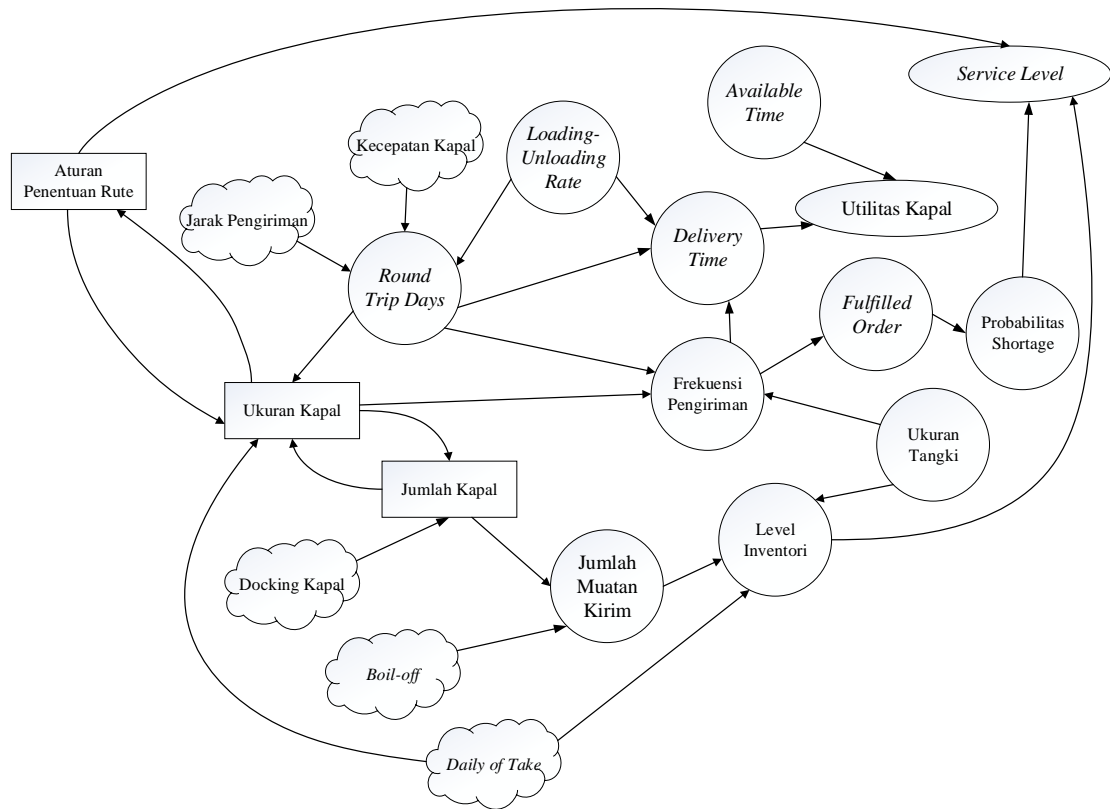 Service Level
Available
Time
Kecepatan Kapal
Loading-
Unloading
Rate
Aturan
Penentuan Rute
Jarak Pengiriman
Utilitas Kapal
Delivery
Time
Round
Trip Days
Fulfilled
Order
Probabilitas
Shortage
Frekuensi
Pengiriman
Ukuran Kapal
Ukuran
Tangki
Jumlah Kapal
Level
Inventori
Docking Kapal
Jumlah
Muatan
Kirim
Boil-off
Daily of Take